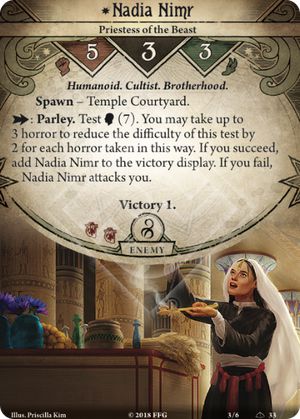 Nadia Nimr
Priestess of the Beast
5 3 3
Humanoid. Cultist. Brotherhood.
Spawn – Temple Courtyard.
: Parley. Test (7). You may take up to
3 horror to reduce the difficulty of this test by
2 for each horror taken in this way. If you succeed,
add Nadia Nimr to the victory display. If you fail,
Nadia Nimr attacks you.
Victory 1.
ENEMY
Illus. Priscilla Kim
© 2018 FFG
3/6
33